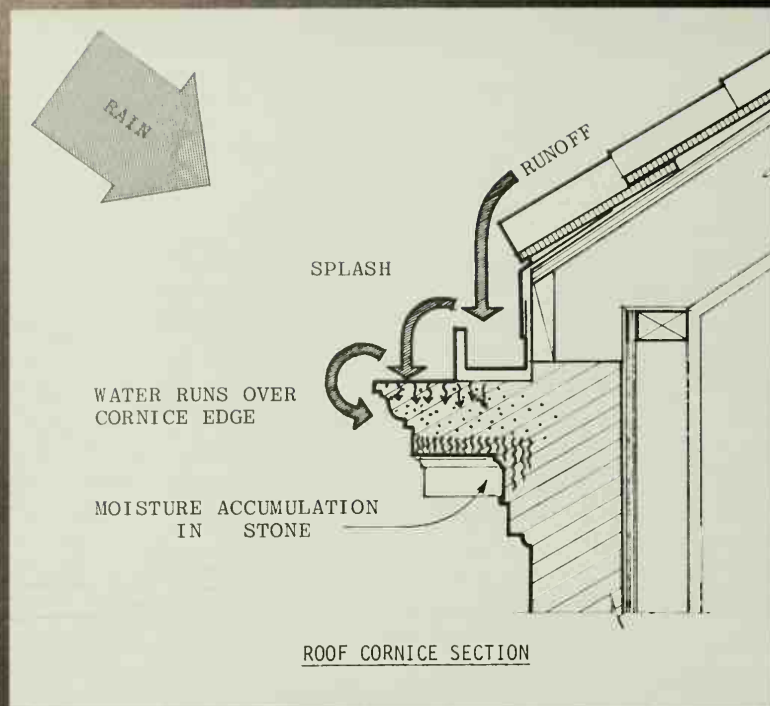 RAIN
RUNOFF
SPLASH
WATER RUNS OVER
CORNICE EDGE
MOISTURE ACCUMULATION
IN STONE
ROOF CORNICE SECTION